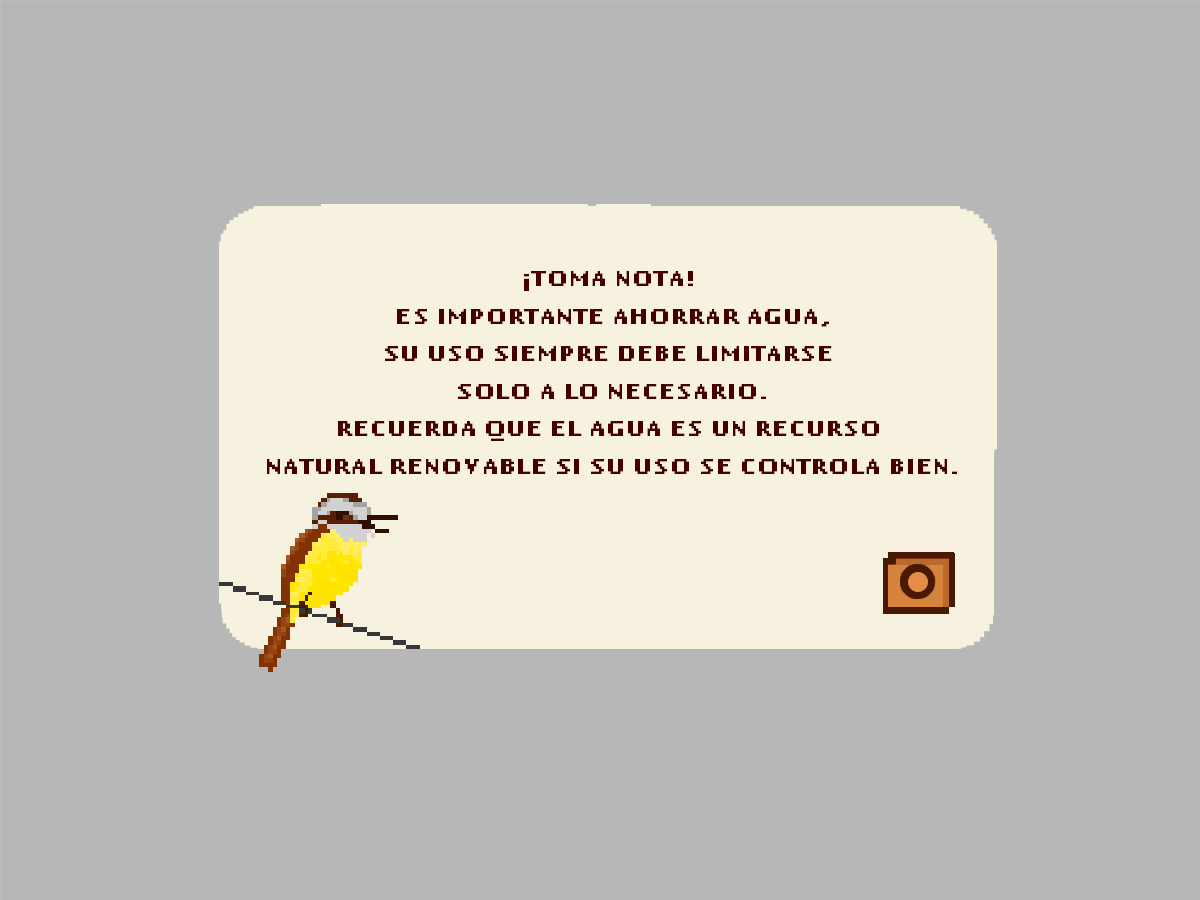 ¡TOMA NOTA!
ES IMPORTANTE AHORRAR AGUA,
SU USO SIEMPRE DEBE LIMITARSE
SOLO A LO NECESARIO.
RECUERDA QUE EL AGUA ES UN RECURSO
NATURAL RENOVABLE SI SU USO SE CONTROLA BIEN.